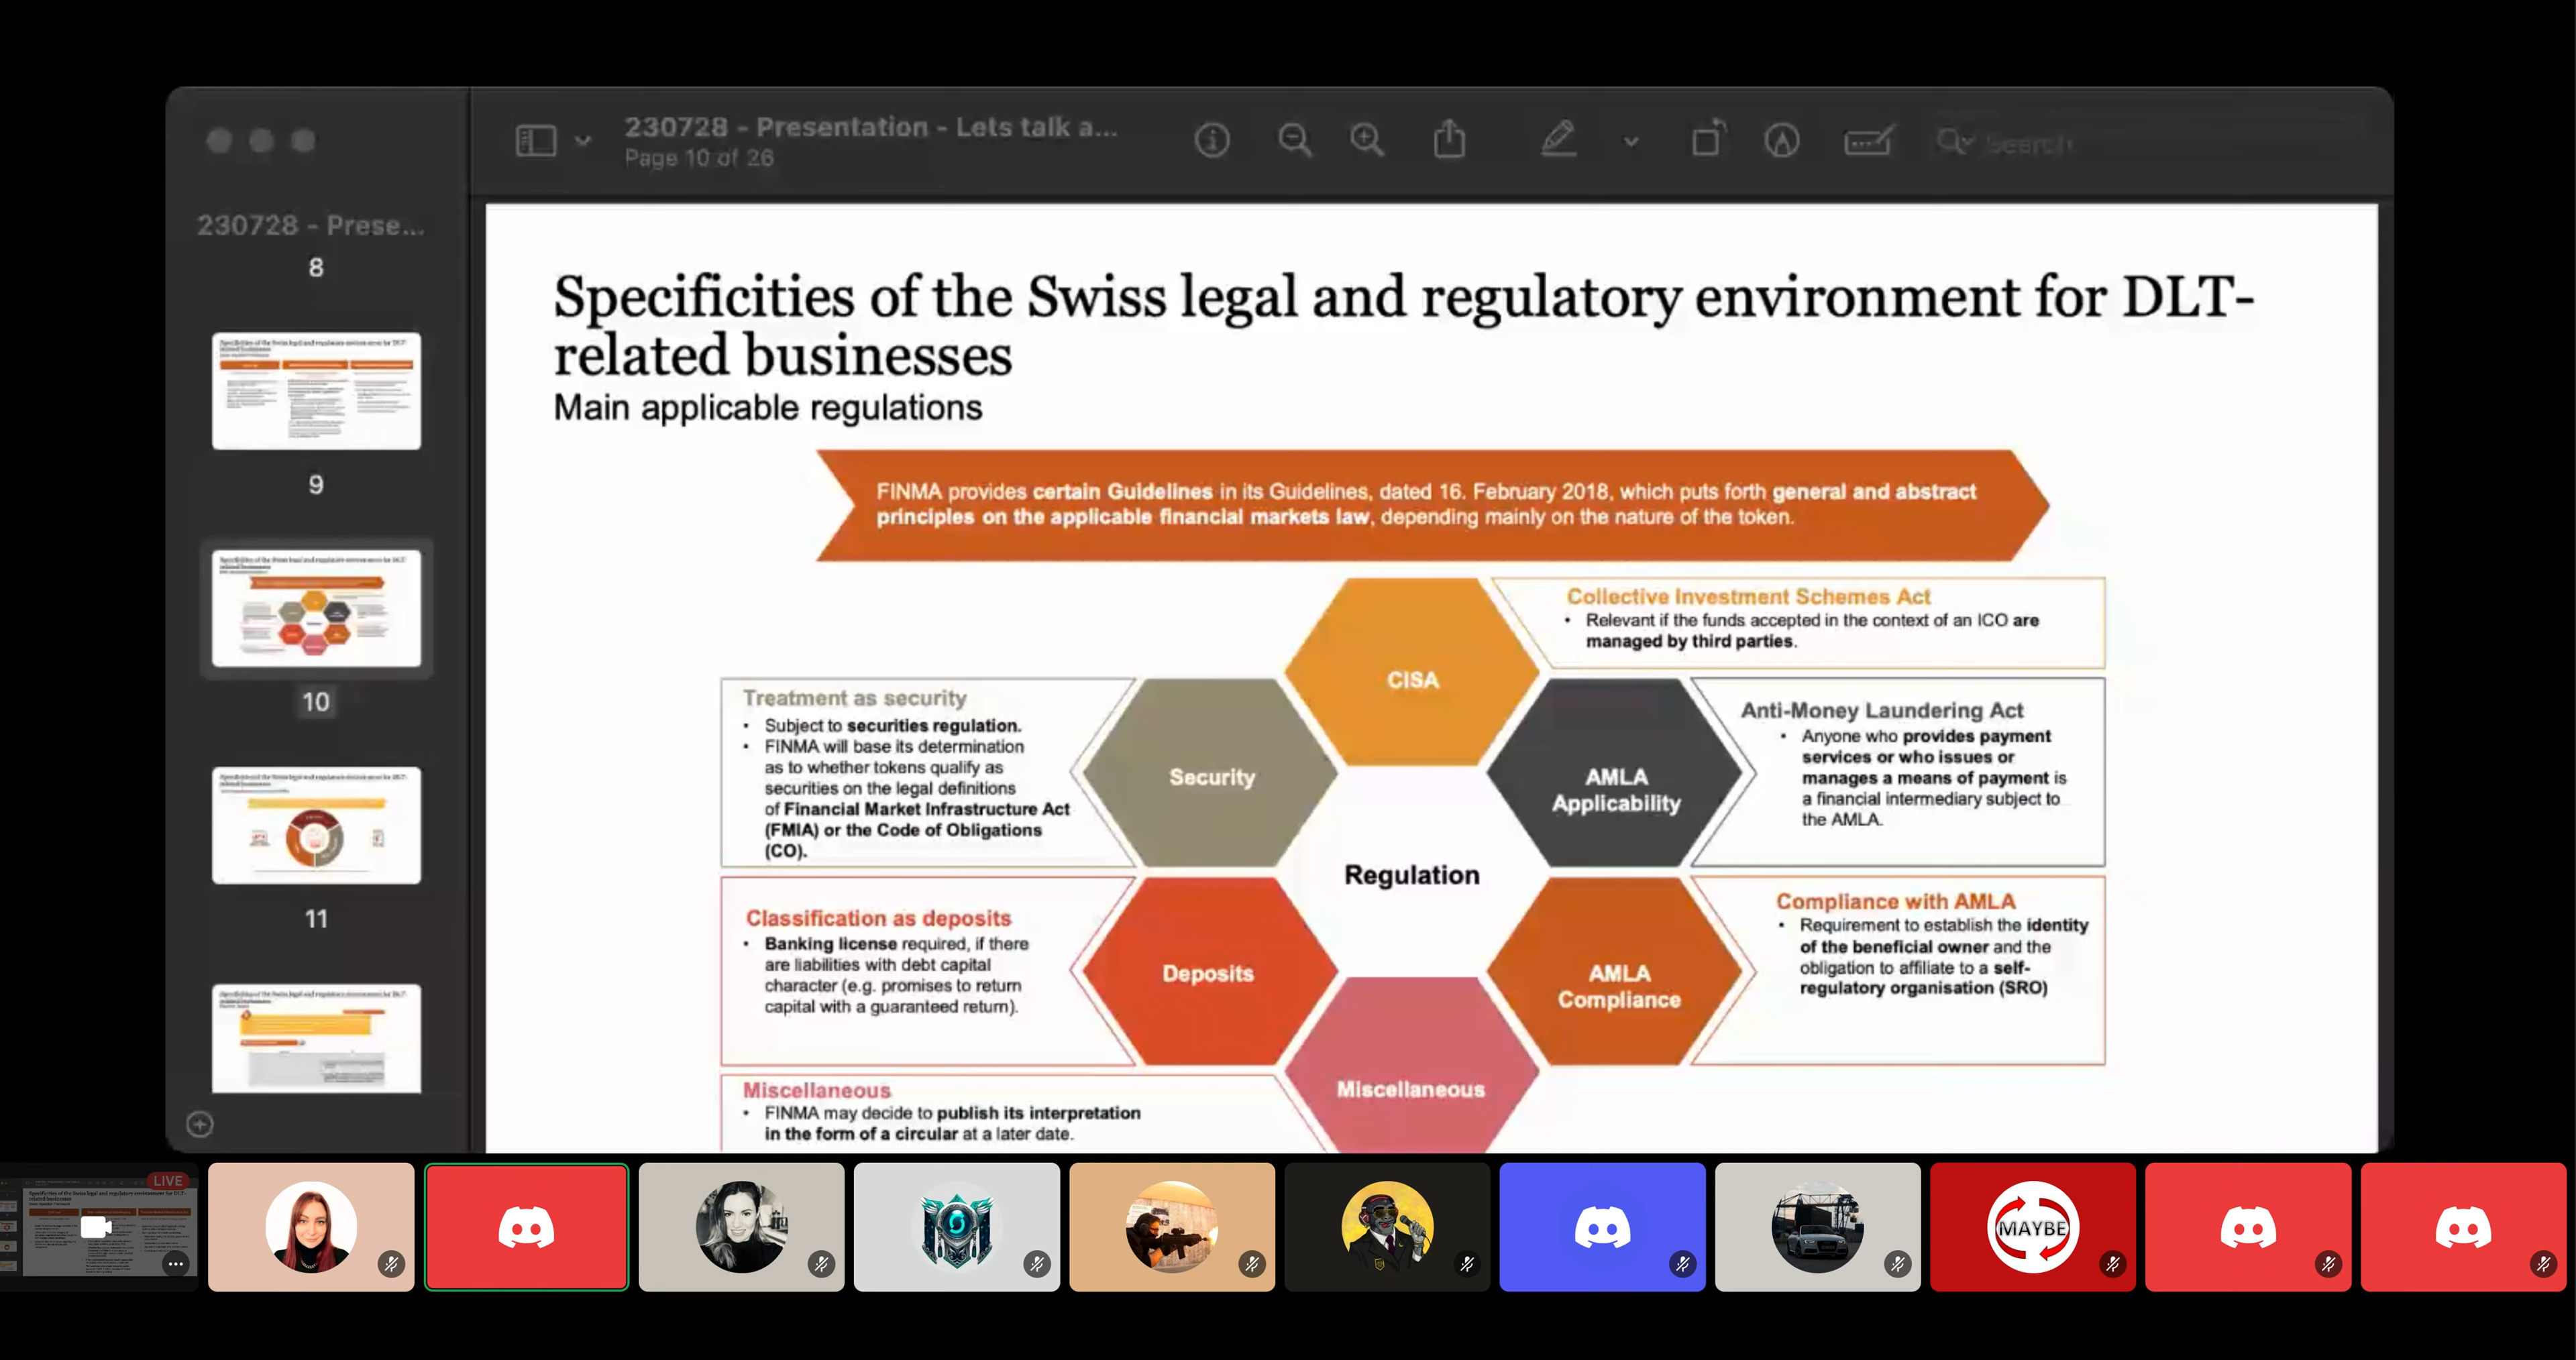 230728 - Presentation - Lets talk a...
Page 10 of 26
Search
230728 - Prese...
8
9
10
11
Specificities of the Swiss legal and regulatory environment for DLT-
related businesses
Main applicable regulations
FINMA provides certain Guidelines in its Guidelines, dated 16. February 2018, which puts forth general and abstract
principles on the applicable financial markets law, depending mainly on the nature of the token.
CISA
Collective Investment Schemes Act
• Relevant if the funds accepted in the context of an ICO are
managed by third parties.
Treatment as security
• Subject to securities regulation.
• FINMA will base its determination
as to whether tokens qualify as
securities on the legal definitions
of Financial Market Infrastructure Act
(FMIA) or the Code of Obligations
(CO).
Security
AMLA
Applicability
Anti-Money Laundering Act
• Anyone who provides payment
services or who issues or
manages a means of payment is
a financial intermediary subject to
the AMLA.
Regulation
Classification as deposits
• Banking license required, if there
are liabilities with debt capital
character (e.g. promises to return
capital with a guaranteed return).
Deposits
AMLA
Compliance
Compliance with AMLA
• Requirement to establish the identity
of the beneficial owner and the
obligation to affiliate to a self-
regulatory organisation (SRO)
Miscellaneous
• FINMA may decide to publish its interpretation
in the form of a circular at a later date.
Miscellaneous
LIVE
MAYBE